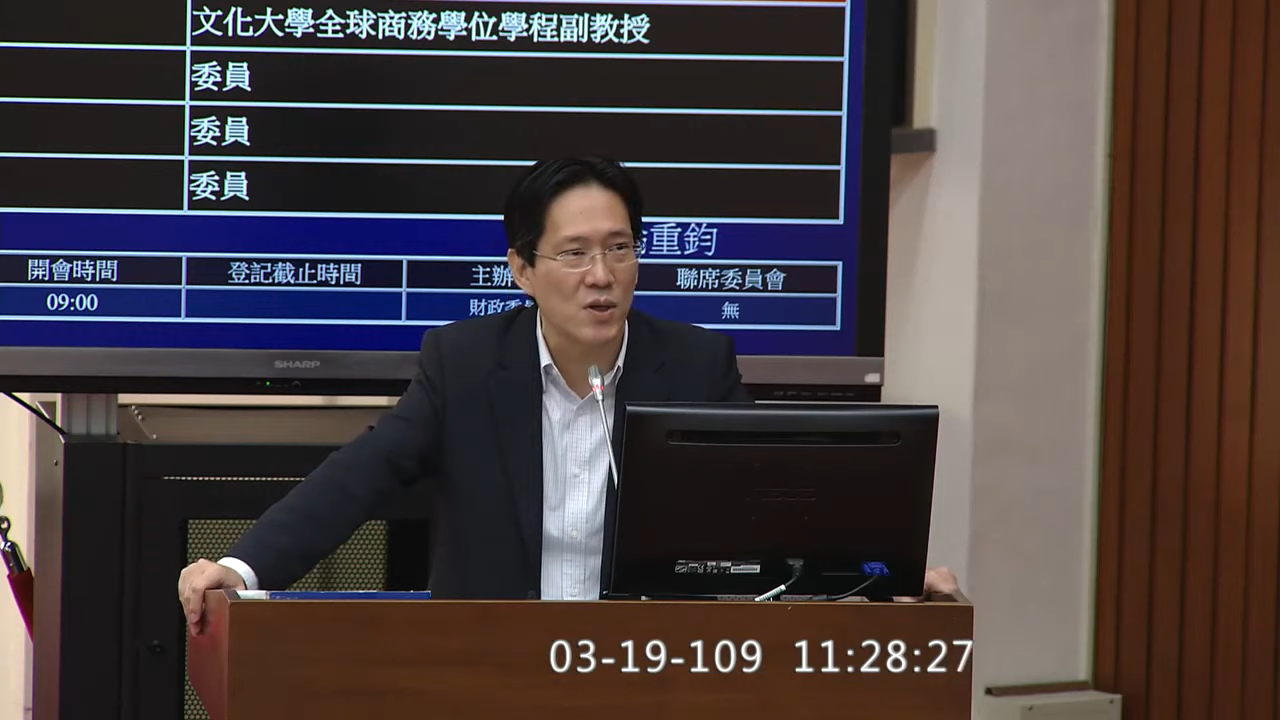 文化大學全球商務學位學程副教授
委員
委員
委員
重鈞
開會時間 登記截止時間 主辦 聯席委員會
09:00 財政委 無
SHARP
03-19-109 11:28:27